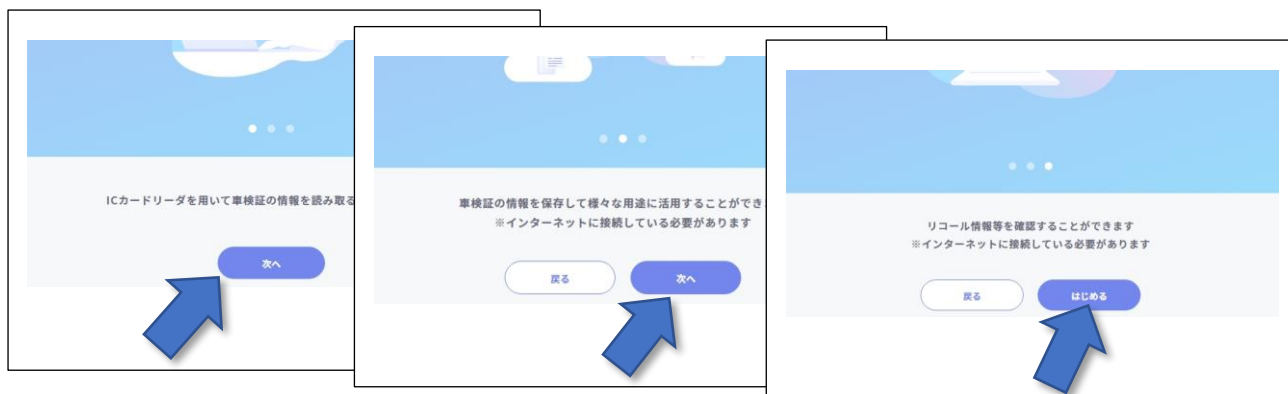 ICカードリーダを用いて車検証の情報を読み取る
次へ
車検証の情報を保存して様々な用途に活用することができ
※インターネットに接続している必要があります
戻る
次へ
リコール情報等を確認することができます
※インターネットに接続している必要があります
戻る
はじめる